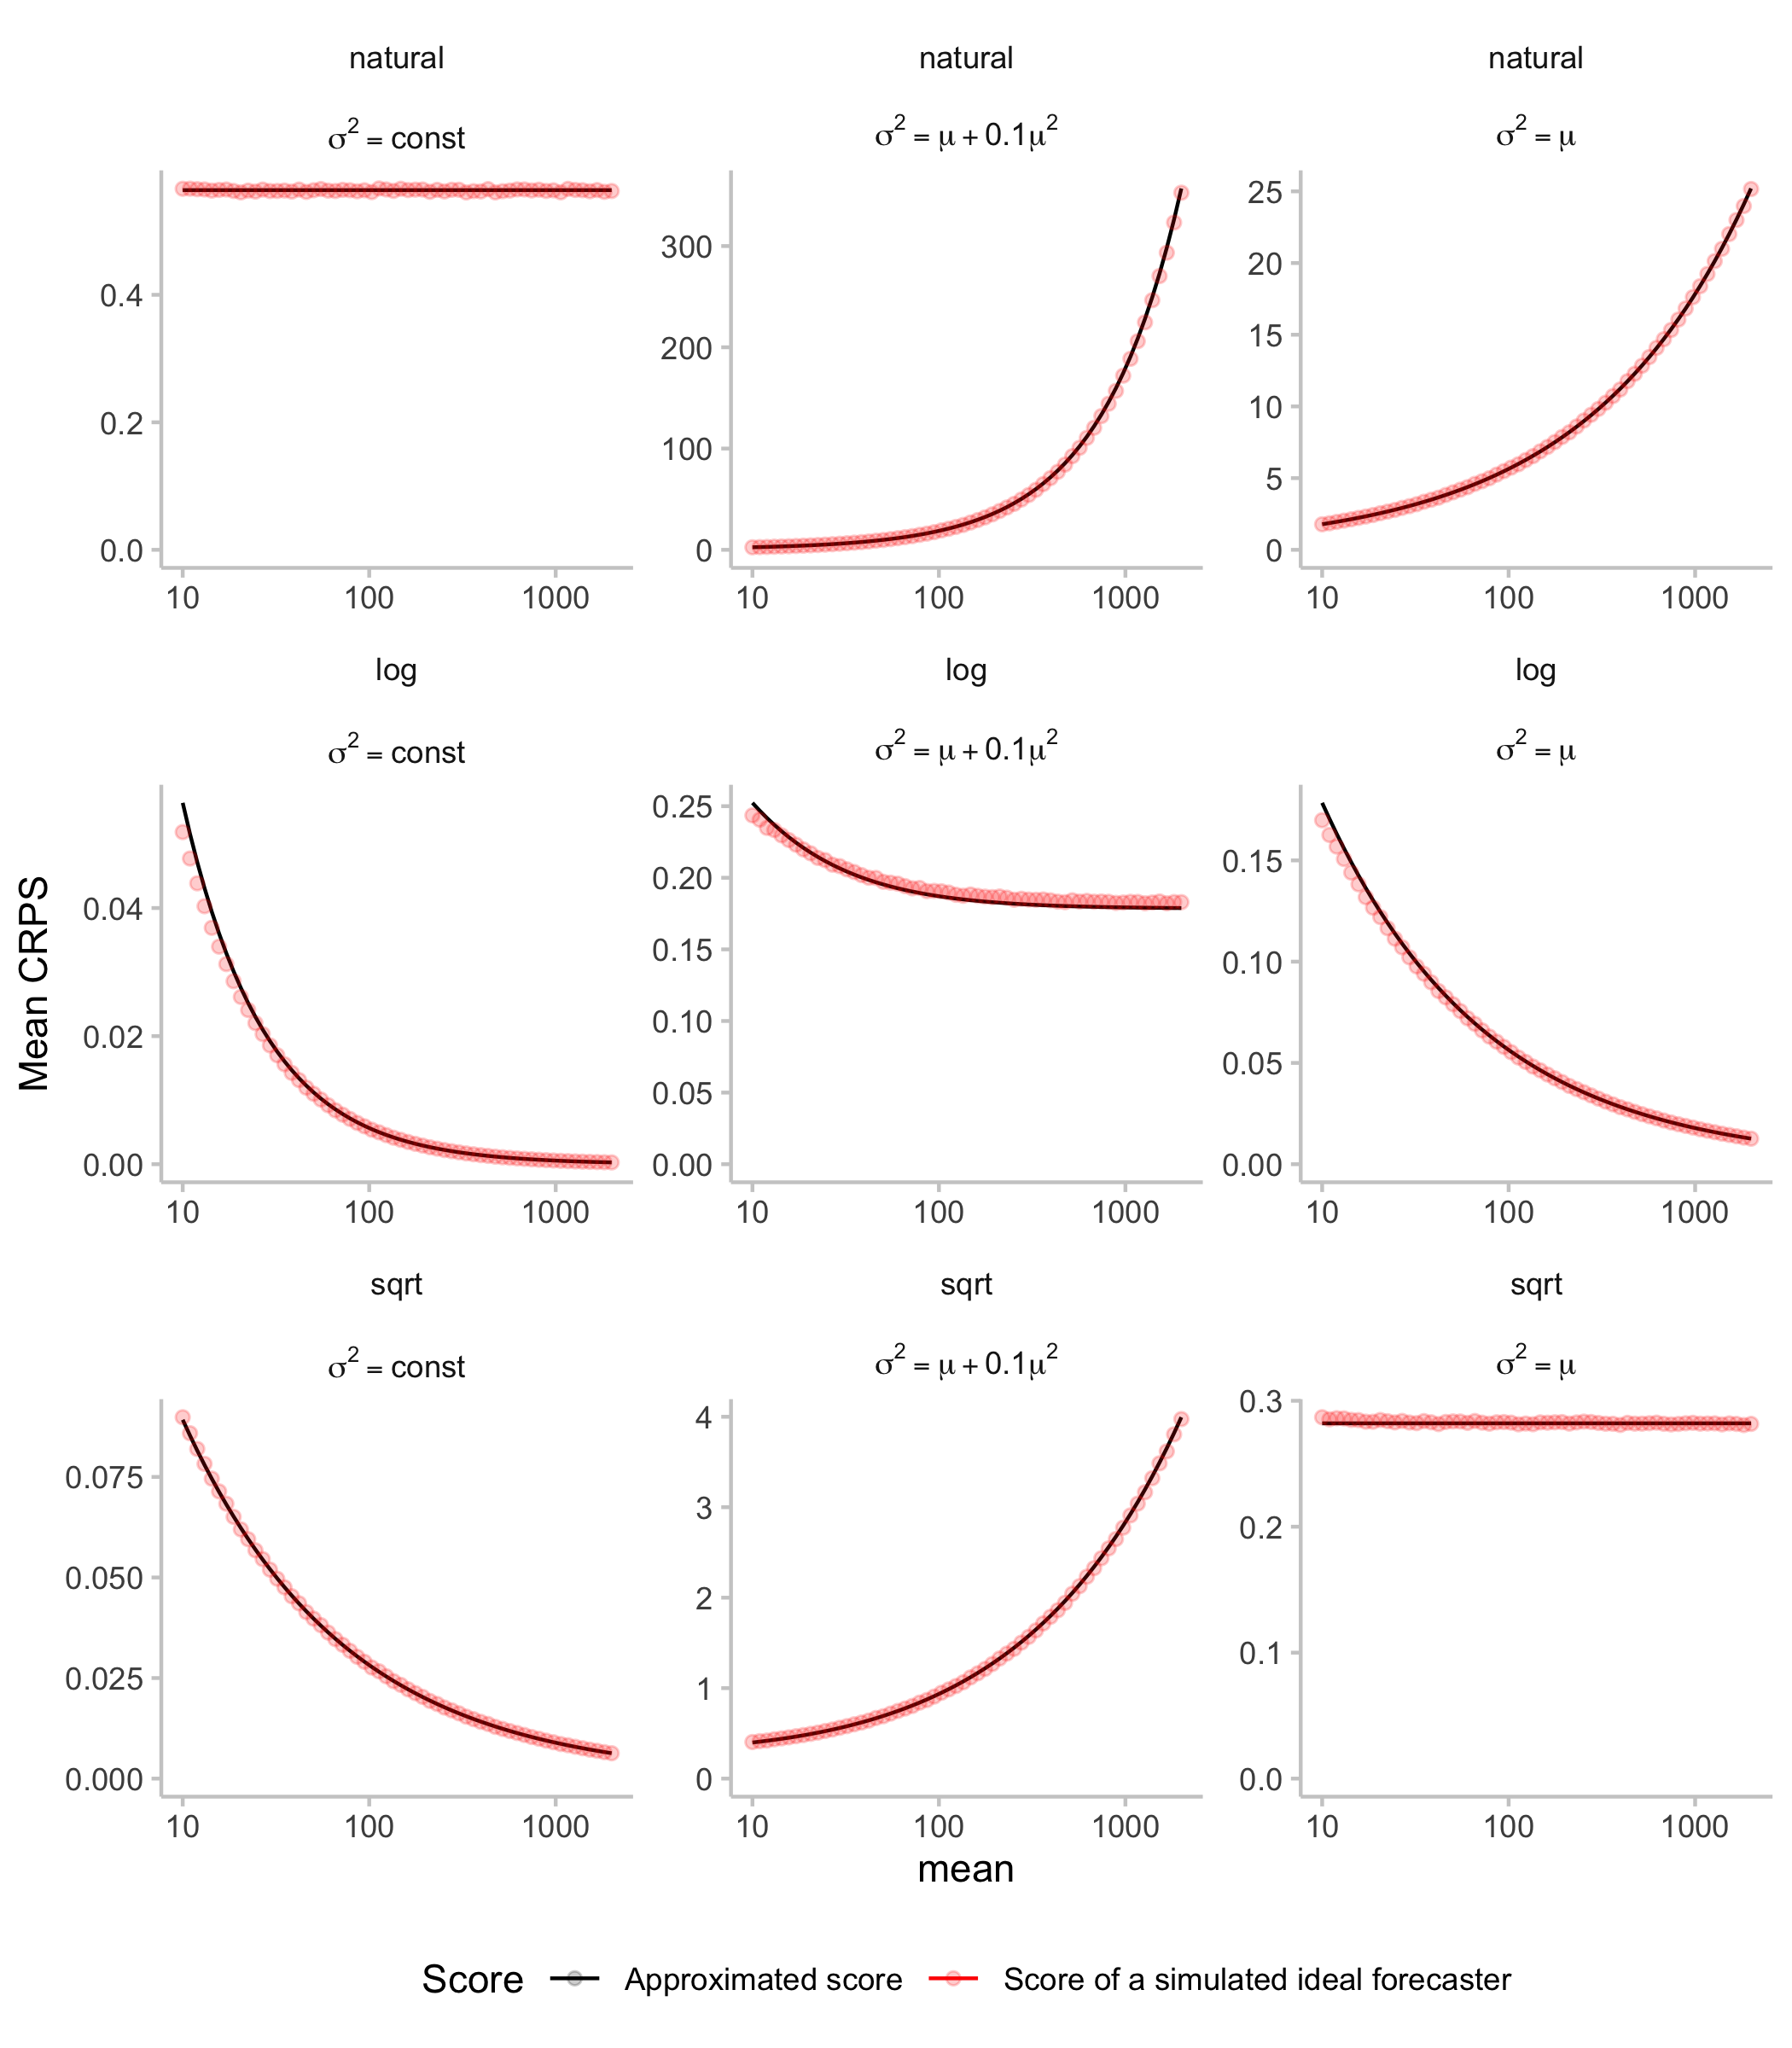 natural natural natural
σ² = const σ² = μ + 0.1μ² σ² = μ
0.4
0.2
0.0
10 100 1000
300
200
100
0
10 100 1000
25
20
15
10
5
0
10 100 1000
log log log
σ² = const σ² = μ + 0.1μ² σ² = μ
Mean CRPS
0.04
0.02
0.00
10 100 1000
0.25
0.20
0.15
0.10
0.05
0.00
10 100 1000
0.15
0.10
0.05
0.00
10 100 1000
sqrt sqrt sqrt
σ² = const σ² = μ + 0.1μ² σ² = μ
0.075
0.050
0.025
0.000
10 100 1000
4
3
2
1
0
10 100 1000
0.3
0.2
0.1
0.0
10 100 1000
mean
Score Approximated score Score of a simulated ideal forecaster